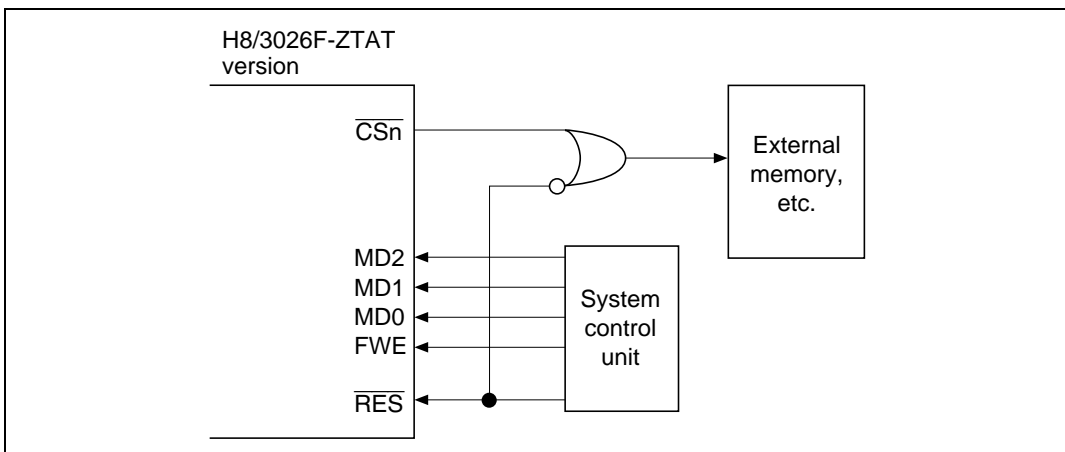 H8/3026F-ZTAT
version
CSn
External
memory,
etc.
MD2
MD1
MD0
FWE
RES
System
control
unit